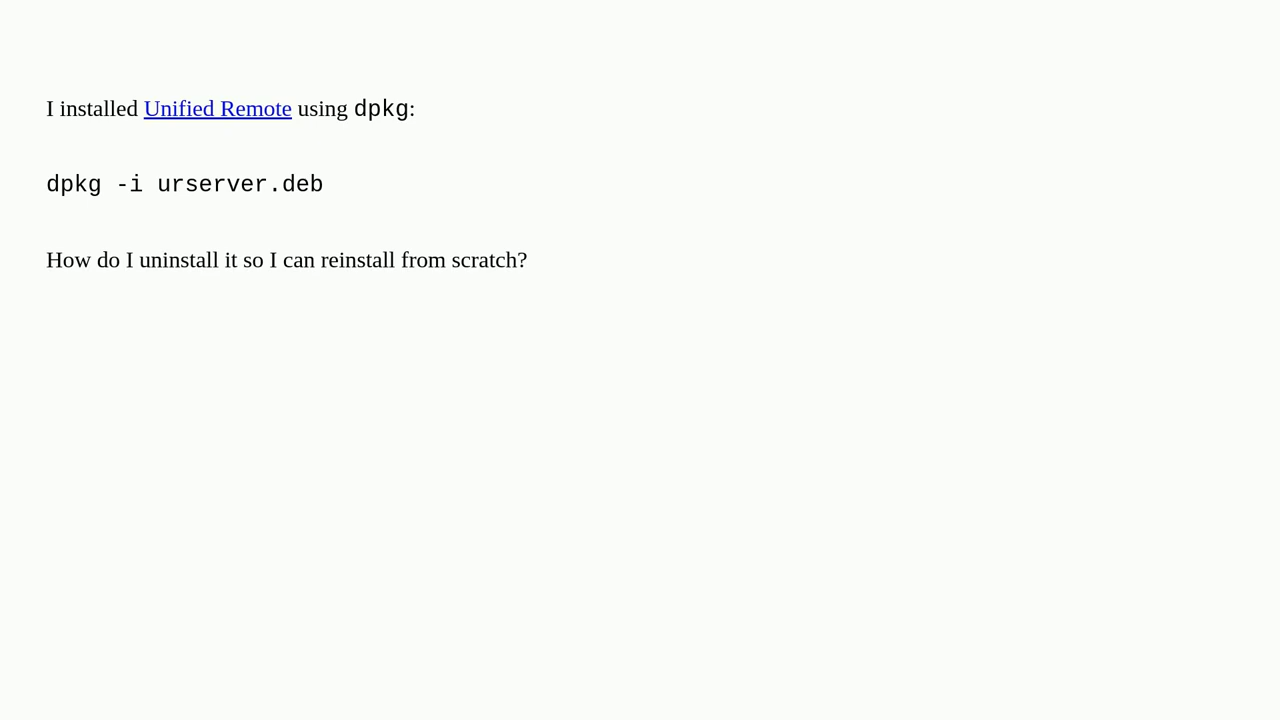 I installed Unified Remote using dpkg:
dpkg -i urserver.deb
How do I uninstall it so I can reinstall from scratch?